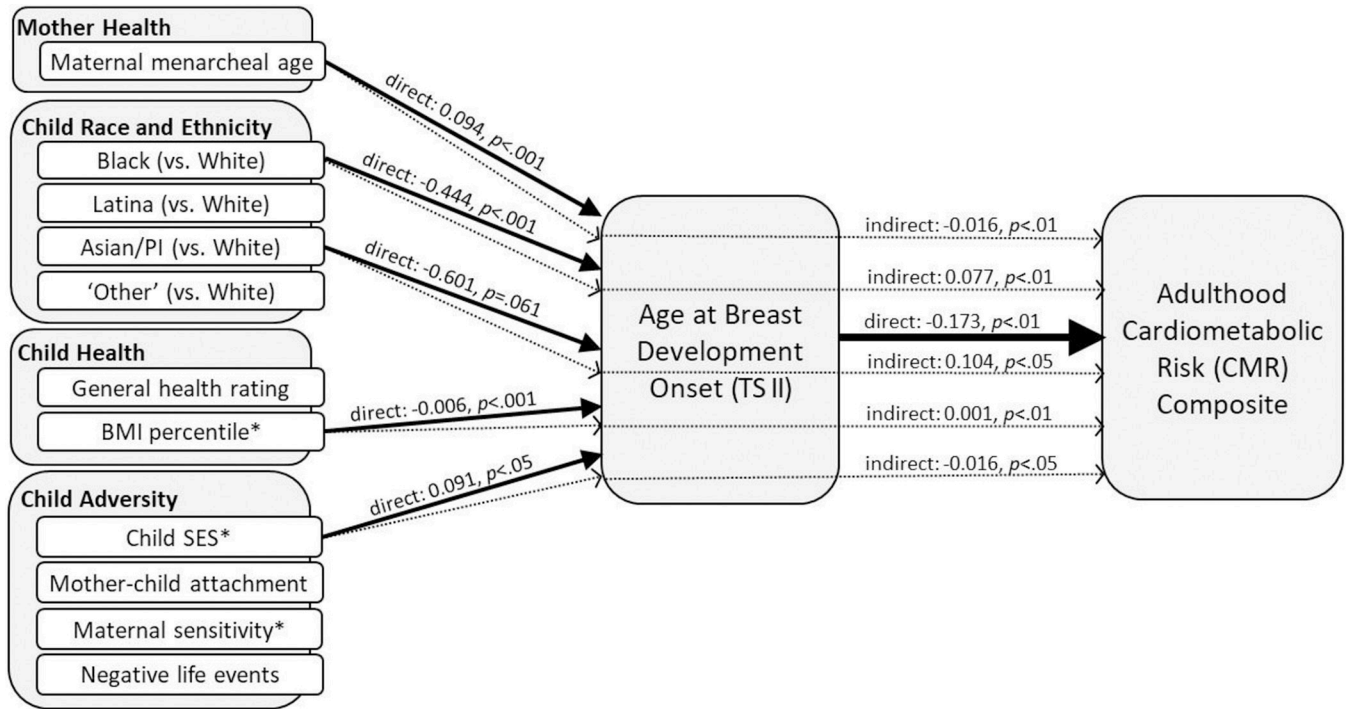 Mother Health
Maternal menarcheal age
Child Race and Ethnicity
Black (vs. White)
Latina (vs. White)
Asian/PI (vs. White)
‘Other’ (vs. White)
Child Health
General health rating
BMI percentile*
Child Adversity
Child SES*
Mother-child attachment
Maternal sensitivity*
Negative life events
direct: 0.094, p<.001
direct: -0.444, p<.001
direct: -0.601, p=.061
direct: -0.006, p<.001
direct: 0.091, p<.05
Age at Breast
Development
Onset (TS II)
indirect: -0.016, p<.01
indirect: 0.077, p<.01
direct: -0.173, p<.01
indirect: 0.104, p<.05
indirect: 0.001, p<.01
indirect: -0.016, p<.05
Adulthood
Cardiometabolic
Risk (CMR)
Composite